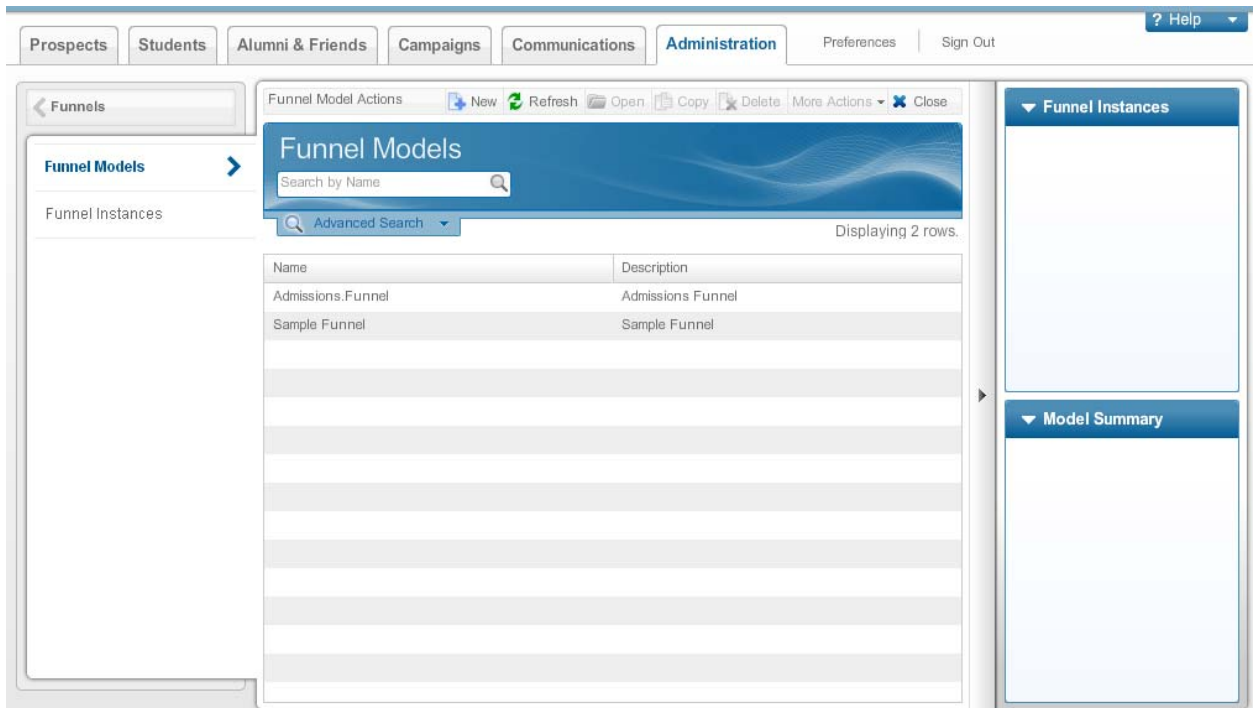 ? Help
Prospects Students Alumni & Friends Campaigns Communications Administration Preferences Sign Out
Funnels
Funnel Models
Funnel Instances
Funnel Model Actions New Refresh Open Copy Delete More Actions Close
Funnel Models
Search by Name
Advanced Search
Displaying 2 rows.
Name Description
Admissions.Funnel Admissions Funnel
Sample Funnel Sample Funnel
Funnel Instances
Model Summary